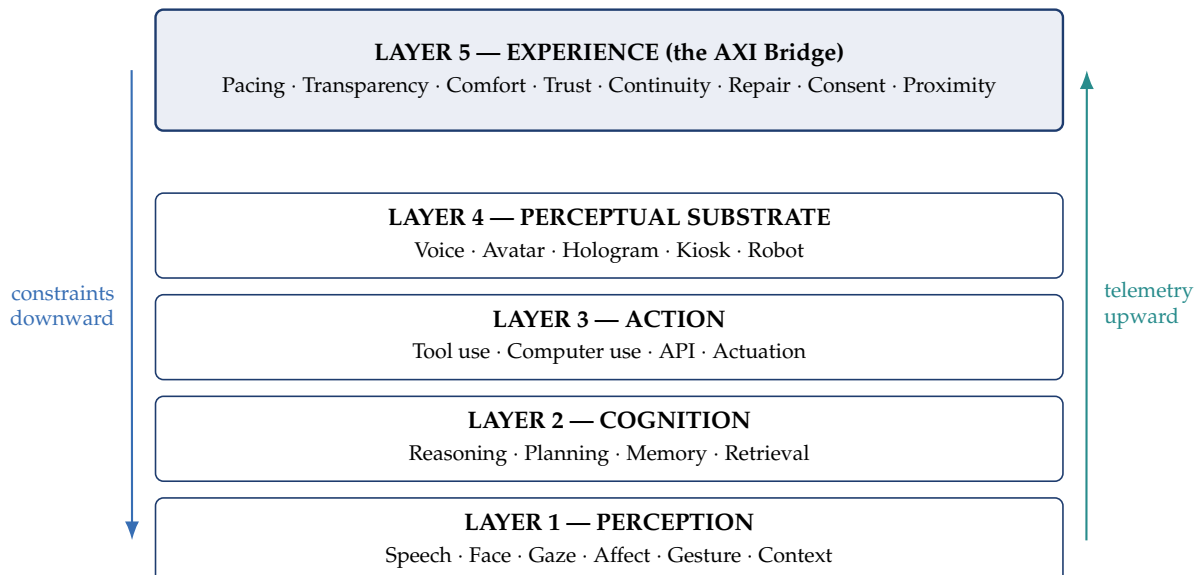 LAYER 5 — EXPERIENCE (the AXI Bridge)
Pacing · Transparency · Comfort · Trust · Continuity · Repair · Consent · Proximity
LAYER 4 — PERCEPTUAL SUBSTRATE
Voice · Avatar · Hologram · Kiosk · Robot
constraints
downward
telemetry
upward
LAYER 3 — ACTION
Tool use · Computer use · API · Actuation
LAYER 2 — COGNITION
Reasoning · Planning · Memory · Retrieval
LAYER 1 — PERCEPTION
Speech · Face · Gaze · Affect · Gesture · Context